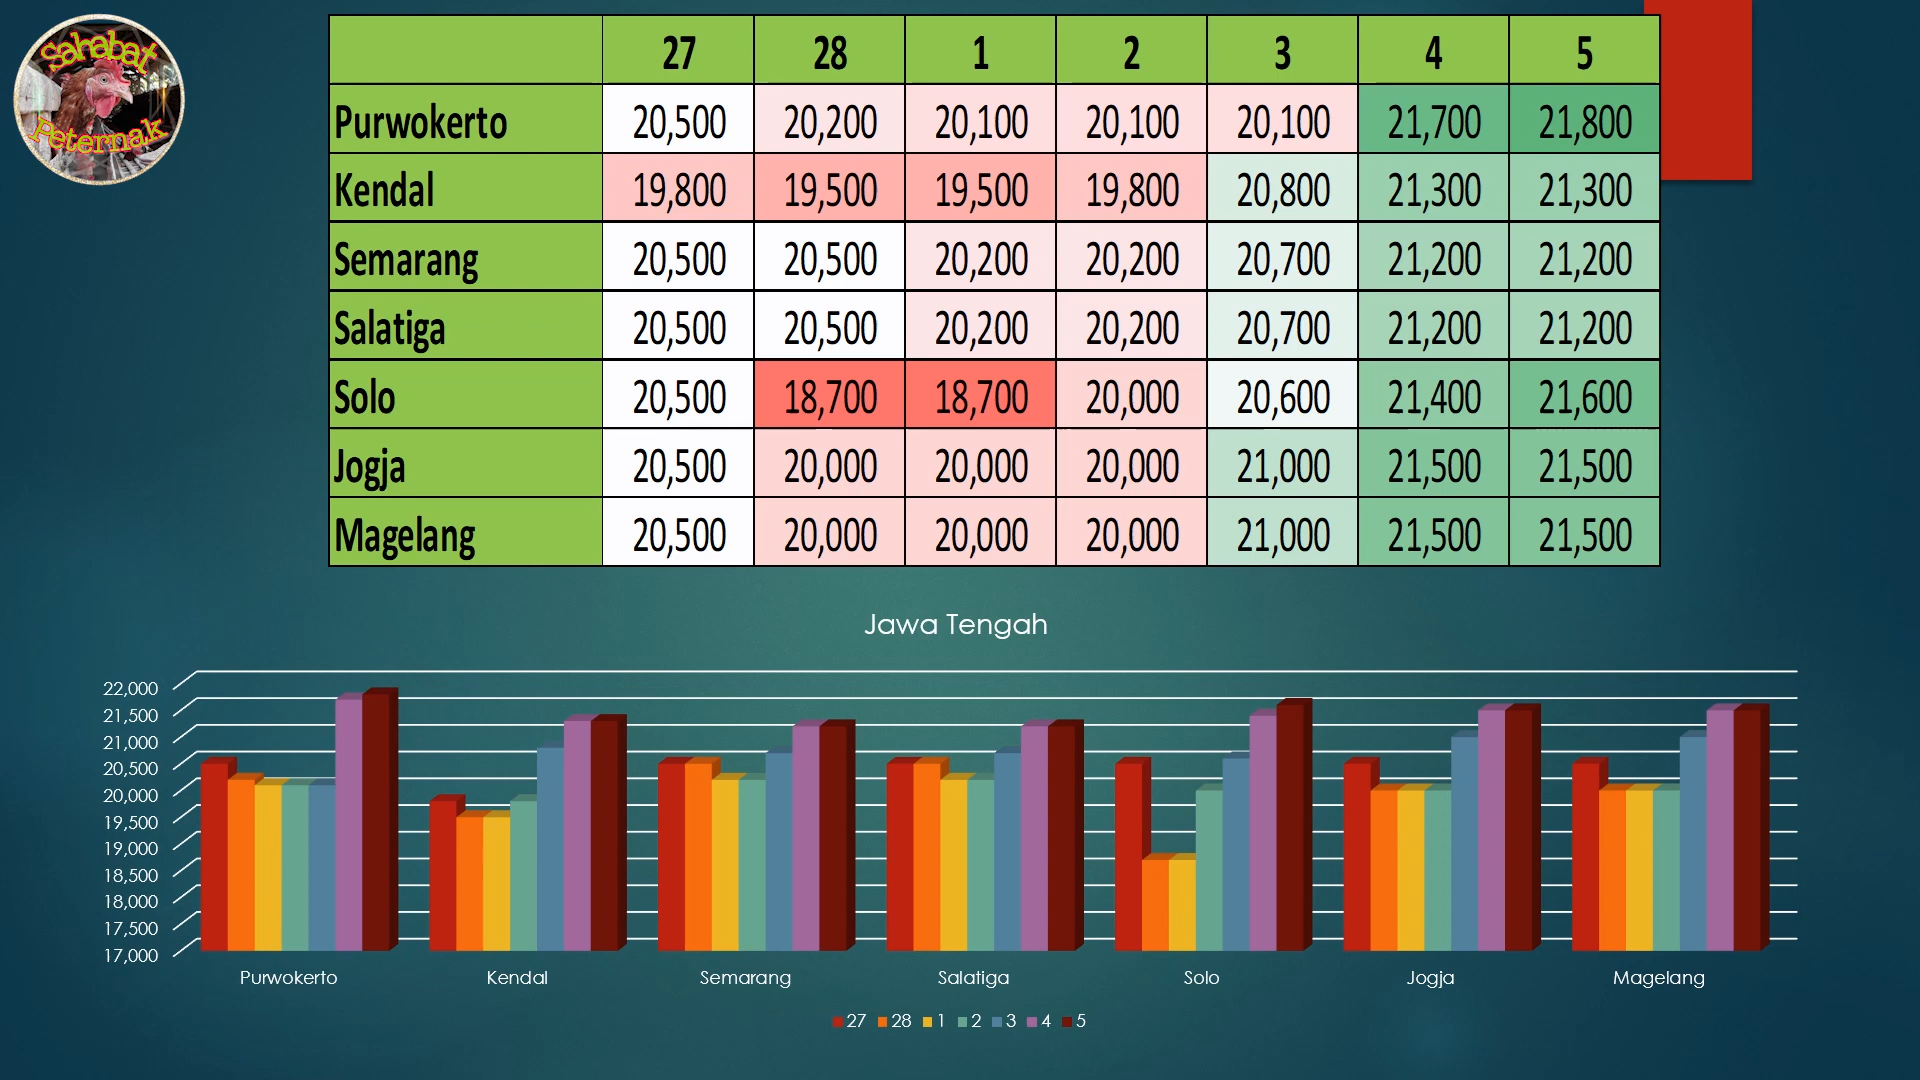 Sahabat
Peternak
27 28 1 2 3 4 5
Purwokerto 20,500 20,200 20,100 20,100 20,100 21,700 21,800
Kendal 19,800 19,500 19,500 19,800 20,800 21,300 21,300
Semarang 20,500 20,500 20,200 20,200 20,700 21,200 21,200
Salatiga 20,500 20,500 20,200 20,200 20,700 21,200 21,200
Solo 20,500 18,700 18,700 20,000 20,600 21,400 21,600
Jogja 20,500 20,000 20,000 20,000 21,000 21,500 21,500
Magelang 20,500 20,000 20,000 20,000 21,000 21,500 21,500
Jawa Tengah
22,000
21,500
21,000
20,500
20,000
19,500
19,000
18,500
18,000
17,500
17,000
Purwokerto Kendal Semarang Salatiga Solo Jogja Magelang
27 28 1 2 3 4 5